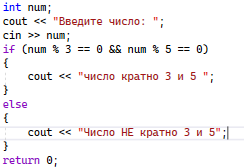 int num;
cout << "Введите число: ";
cin >> num;
if (num % 3 == 0 && num % 5 == 0)
{
cout << "число кратно 3 и 5 ";
}
else
{
cout << "Число НЕ кратно 3 и 5";
}
return 0;